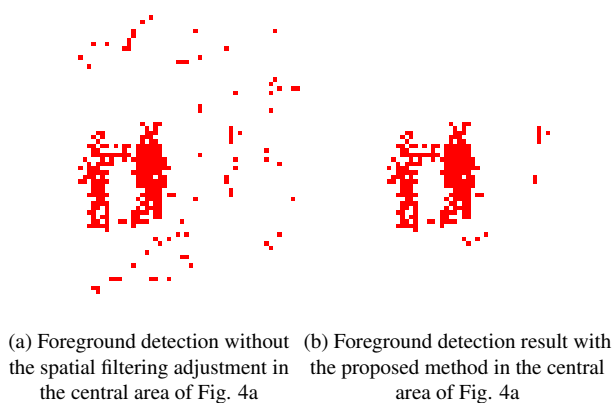 (a) Foreground detection without
the spatial filtering adjustment in
the central area of Fig. 4a
(b) Foreground detection result with
the proposed method in the central
area of Fig. 4a